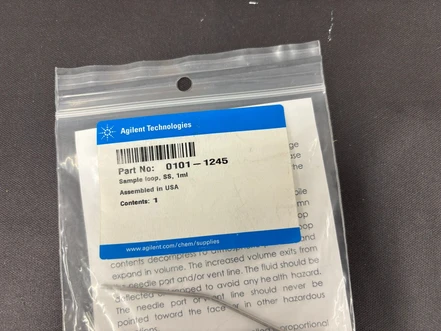 Agilent Technologies
Part No: 0101-1245
Sample loop, SS, 1ml
Assembled in USA
Contents: 1
www.agilent.com/chem/supplies
contents decompress to
expand in volume. The increased volume exits from
needle part and/or vent line. The fluid should be
to avoid any health hazard.
The needle port or vent line should never be
pointed toward the face or in other hazardous